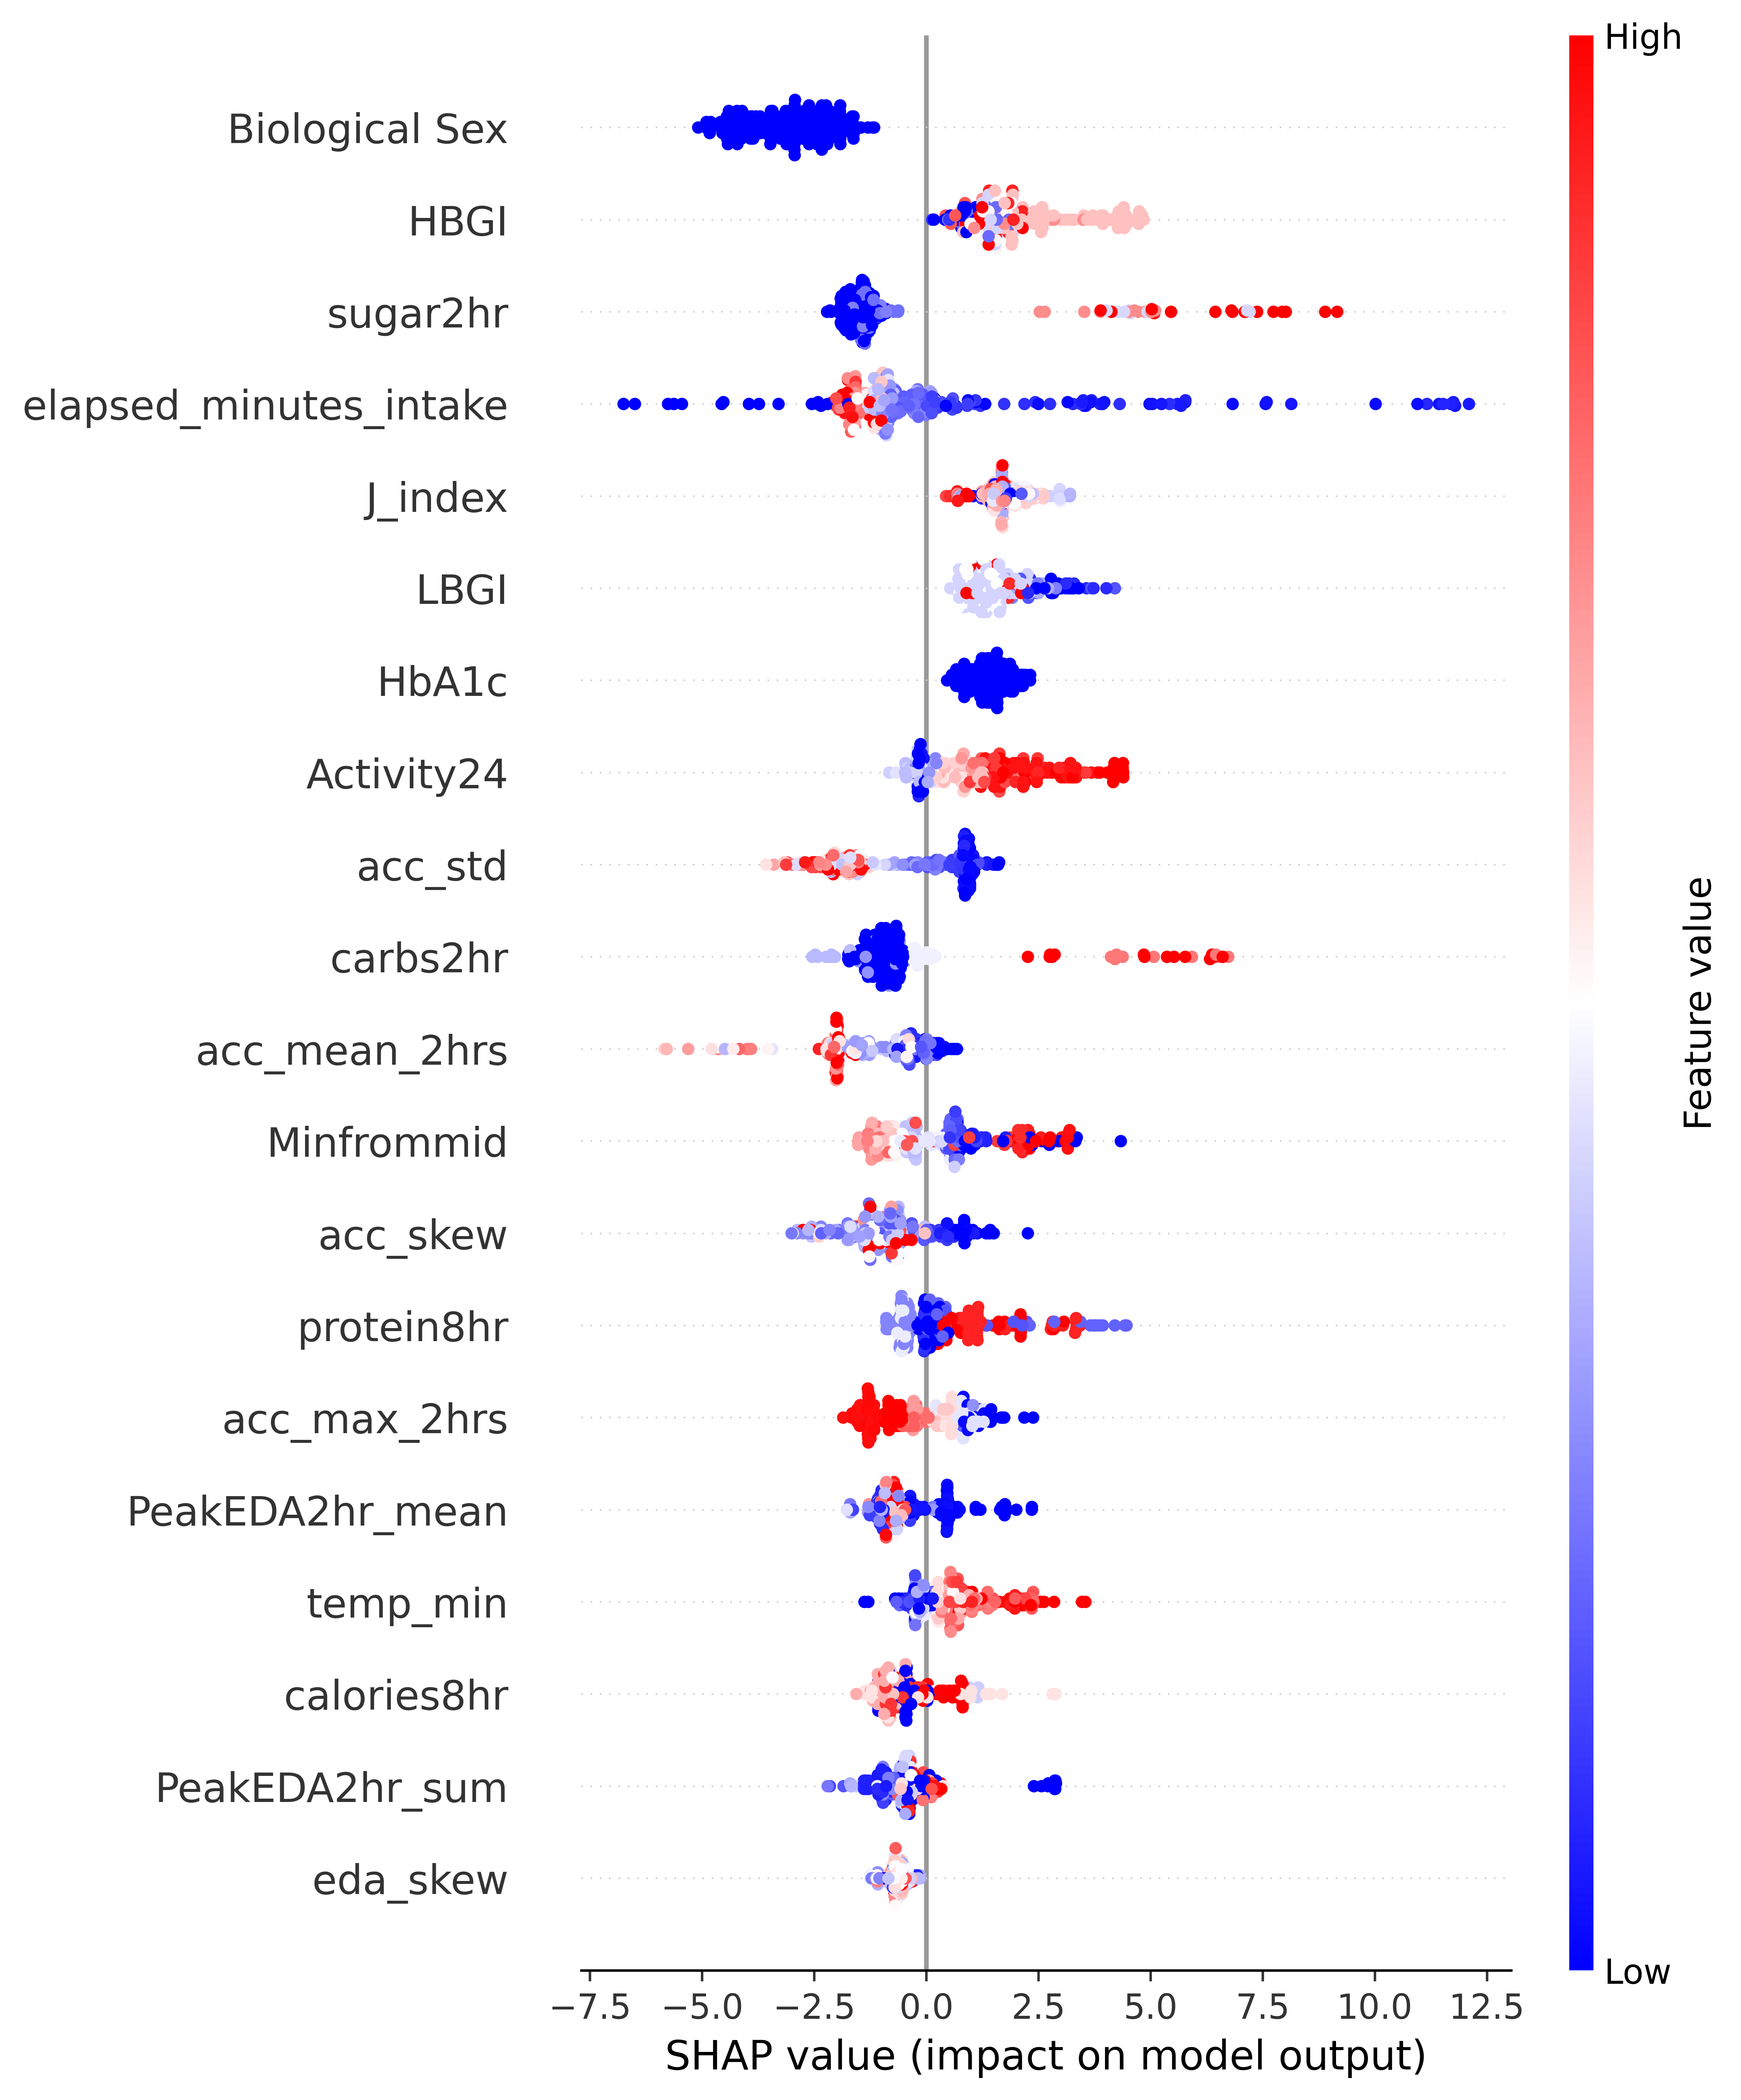 High
Biological Sex
HBGI
sugar2hr
elapsed_minutes_intake
J_index
LBGI
HbA1c
Activity24
acc_std
carbs2hr
acc_mean_2hrs
Minfrommid
acc_skew
protein8hr
acc_max_2hrs
PeakEDA2hr_mean
temp_min
calories8hr
PeakEDA2hr_sum
eda_skew
Feature value
Low
−7.5 −5.0 −2.5 0.0 2.5 5.0 7.5 10.0 12.5
SHAP value (impact on model output)